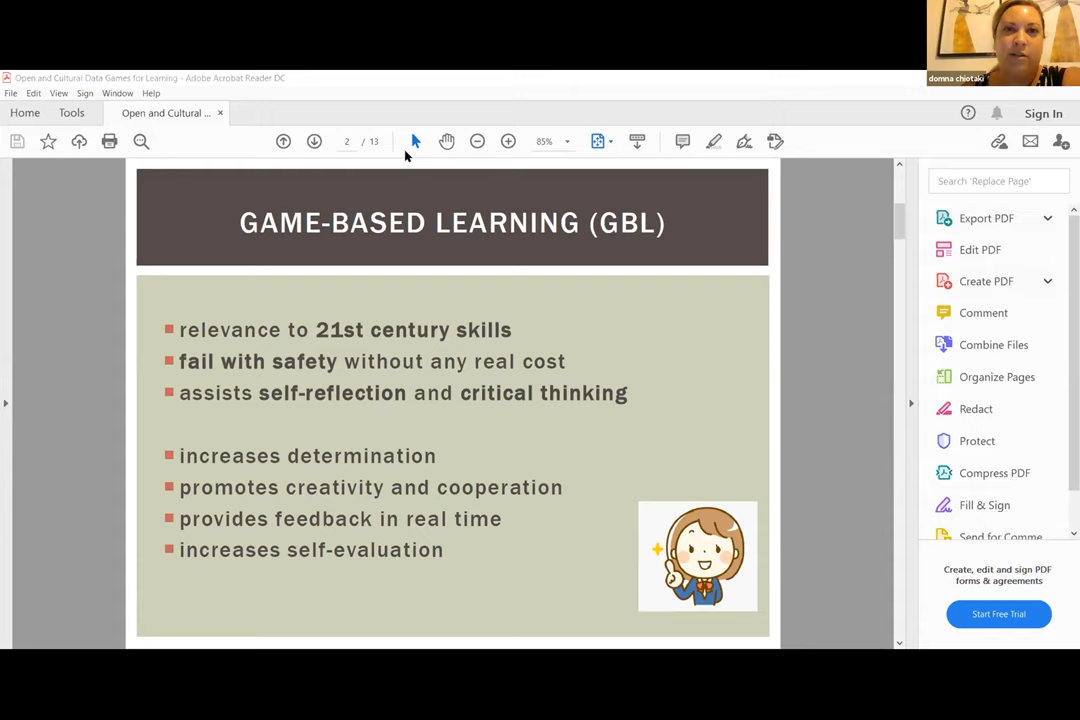 domna chiotaki
Open and Cultural Data Games for Learning - Adobe Acrobat Reader DC
File Edit View Sign Window Help
Home Tools Open and Cultural ... × Sign In
2 / 13 85%
GAME-BASED LEARNING (GBL)
relevance to 21st century skills
fail with safety without any real cost
assists self-reflection and critical thinking
increases determination
promotes creativity and cooperation
provides feedback in real time
increases self-evaluation
Search 'Replace Page'
Export PDF
Edit PDF
Create PDF
Comment
Combine Files
Organize Pages
Redact
Protect
Compress PDF
Fill & Sign
Send for Comme
Create, edit and sign PDF
forms & agreements
Start Free Trial